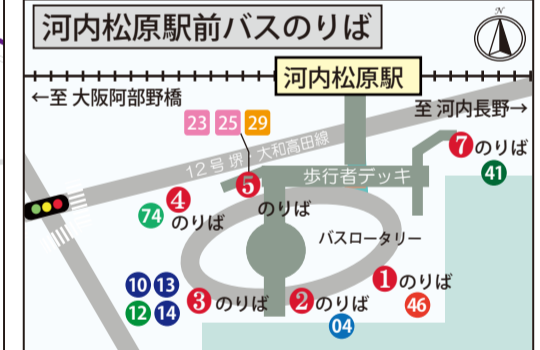 河内松原駅前バスのりば
N
河内松原駅
←至 大阪阿部野橋
至 河内長野→
23 25 29
12号 堺・大和高田線
7のりば
41
5
のりば
歩行者デッキ
4
のりば
74
バスロータリー
10 13
12 14
3のりば
2のりば
04
1のりば
46